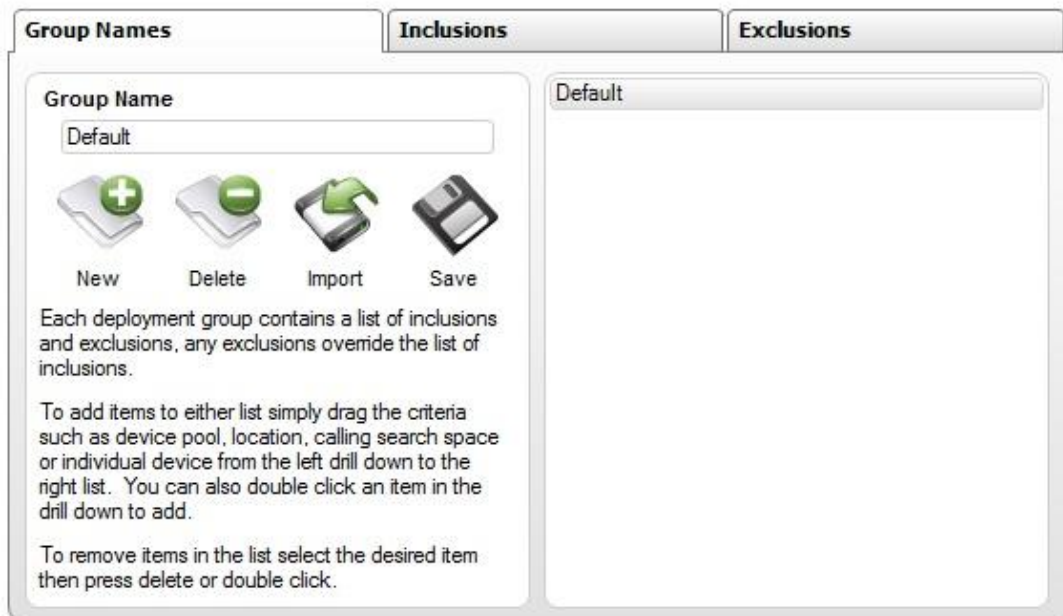 Group Names
Inclusions
Exclusions
Group Name
Default
New
Delete
Import
Save
Each deployment group contains a list of inclusions
and exclusions, any exclusions override the list of
inclusions.
To add items to either list simply drag the criteria
such as device pool, location, calling search space
or individual device from the left drill down to the
right list.  You can also double click an item in the
drill down to add.
To remove items in the list select the desired item
then press delete or double click.
Default